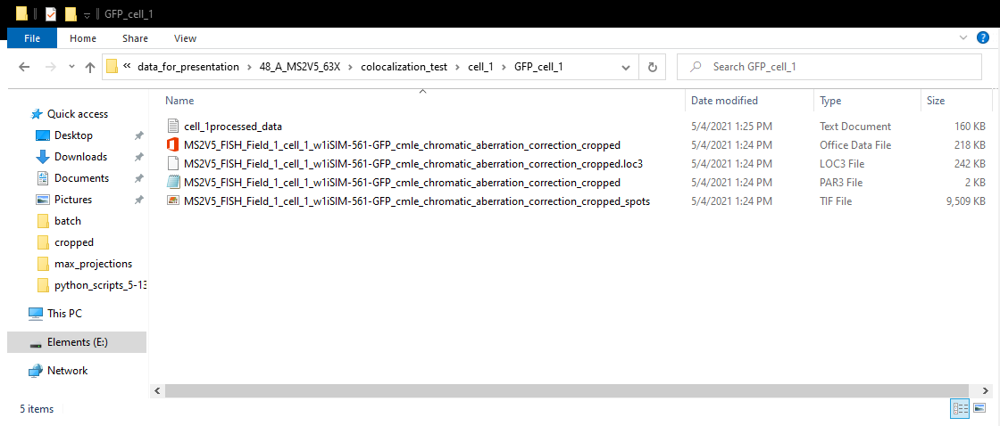 GFP_cell_1
File Home Share View
« data_for_presentation > 48_A_MS2V5_63X > colocalization_test > cell_1 > GFP_cell_1 Search GFP_cell_1
Name Date modified Type Size
Quick access
Desktop
Downloads
Documents
Pictures
batch
cropped
max_projections
python_scripts_5-13
This PC
Elements (E:)
Network
cell_1processed_data 5/4/2021 1:25 PM Text Document 160 KB
MS2V5_FISH_Field_1_cell_1_w1iSIM-561-GFP_cmle_chromatic_aberration_correction_cropped 5/4/2021 1:24 PM Office Data File 218 KB
MS2V5_FISH_Field_1_cell_1_w1iSIM-561-GFP_cmle_chromatic_aberration_correction_cropped.loc3 5/4/2021 1:24 PM LOC3 File 242 KB
MS2V5_FISH_Field_1_cell_1_w1iSIM-561-GFP_cmle_chromatic_aberration_correction_cropped 5/4/2021 1:24 PM PAR3 File 2 KB
MS2V5_FISH_Field_1_cell_1_w1iSIM-561-GFP_cmle_chromatic_aberration_correction_cropped_spots 5/4/2021 1:24 PM TIF File 9,509 KB
5 items